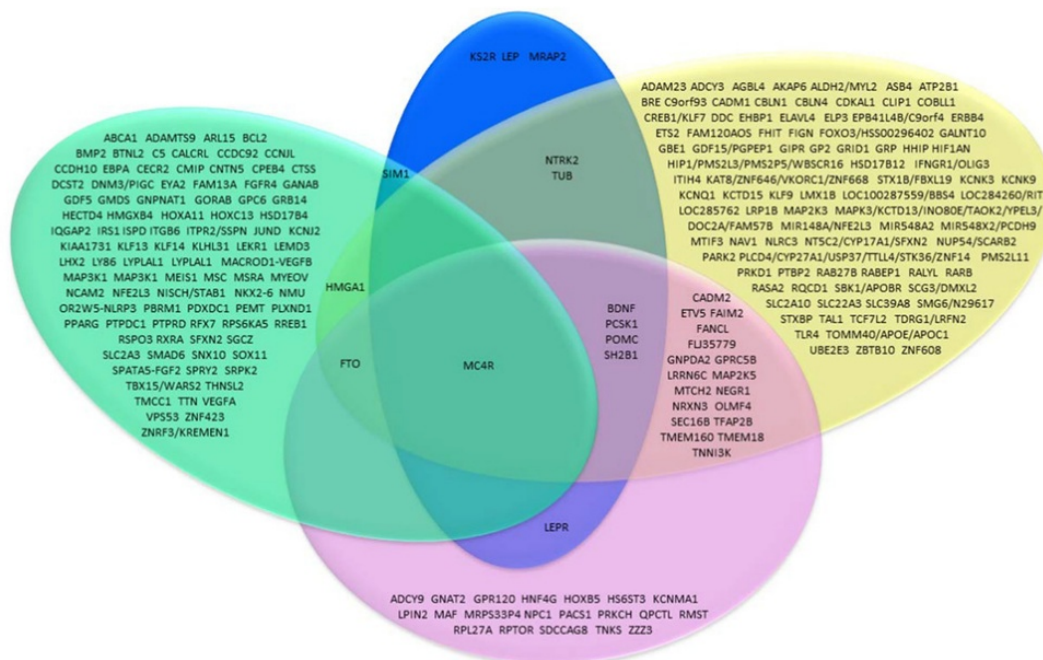 KS2R LEP MRAP2
ADAM23 ADCY3 AGBL4 AKAP6 ALDH2/MYL2 ASB4 ATP2B1
BRE C9orf93 CADM1 CBLN1 CBLN4 CDKAL1 CLIP1 COBLL1
CREB1/KLF7 DDC EHBP1 ELAVL4 ELP3 EPB41L4B/C9orf4 ERBB4
ETS2 FAM120AOS FHIT FIGN FOXO3/HSS00296402 GALNT10
GBE1 GDF15/PGPEP1 GIPR GP2 GRID1 GRP HHIP HIF1AN
HIP1/PMS2L3/PMS2P5/WBSCR16 HSD17B12 IFNGR1/OLIG3
ITIH4 KAT8/ZNF646/VKORC1/ZNF668 STX1B/FBXL19 KCNK3 KCNK9
KCNQ1 KCTD15 KLF9 LMX1B LOC100287559/BBS4 LOC284260/RIT
LOC285762 LRP1B MAP2K3 MAPK3/KCTD13/INO80E/TAOK2/YPEL3/
DOC2A/FAM57B MIR148A/NFE2L3 MIR548A2 MIR548X2/PCDH9
MTIF3 NAV1 NLRC3 NT5C2/CYP17A1/SFXN2 NUP54/SCARB2
PARK2 PLCD4/CYP27A1/USP37/TTLL4/STK36/ZNF14 PMS2L11
PRKD1 PTBP2 RAB27B RABEP1 RALYL RARB
RASA2 RQCD1 SBK1/APOBR SCG3/DMXL2
SLC2A10 SLC22A3 SLC39A8 SMG6/N29617
STXBP TAL1 TCF7L2 TDRG1/LRFN2
TLR4 TOMM40/APOE/APOC1
UBE2E3 ZBTB10 ZNF608
ABCA1 ADAMTS9 ARL15 BCL2
BMP2 BTNL2 C5 CALCRL CCDC92 CCNJL
CCDH10 EBPA CECR2 CMIP CNTN5 CPEB4 CTSS
DCST2 DNM3/PIGC EYA2 FAM13A FGFR4 GANAB
GDF5 GMDS GNPNAT1 GORAB GPC6 GRB14
HECTD4 HMGXB4 HOXA11 HOXC13 HSD17B4
IQGAP2 IRS1 ISPD ITGB6 ITPR2/SSPN JUND KCNJ2
KIAA1731 KLF13 KLF14 KLHL31 LEKR1 LEMD3
LHX2 LY86 LYPLAL1 LYPLAL1 MACROD1-VEGFB
MAP3K1 MAP3K1 MEIS1 MSC MSRA MYEOV
NCAM2 NFE2L3 NISCH/STAB1 NKX2-6 NMU
OR2W5-NLRP3 PBRM1 PDXDC1 PEMT PLXND1
PPARG PTPDC1 PTPRD RFX7 RPS6KA5 RREB1
RSPO3 RXRA SFXN2 SGCZ
SLC2A3 SMAD6 SNX10 SOX11
SPATA5-FGF2 SPRY2 SRPK2
TBX15/WARS2 THNSL2
TMCC1 TTN VEGFA
VPS53 ZNF423
ZNRF3/KREMEN1
SIM1
NTRK2
TUB
HMGA1
FTO
MC4R
BDNF
PCSK1
POMC
SH2B1
CADM2
ETV5 FAIM2
FANCL
FLJ35779
GNPDA2 GPRC5B
LRRN6C MAP2K5
MTCH2 NEGR1
NRXN3 OLMF4
SEC16B TFAP2B
TMEM160 TMEM18
TNNI3K
LEPR
ADCY9 GNAT2 GPR120 HNF4G HOXB5 HS6ST3 KCNMA1
LPIN2 MAF MRPS33P4 NPC1 PACS1 PRKCH QPCTL RMST
RPL27A RPTOR SDCCAG8 TNKS ZZZ3